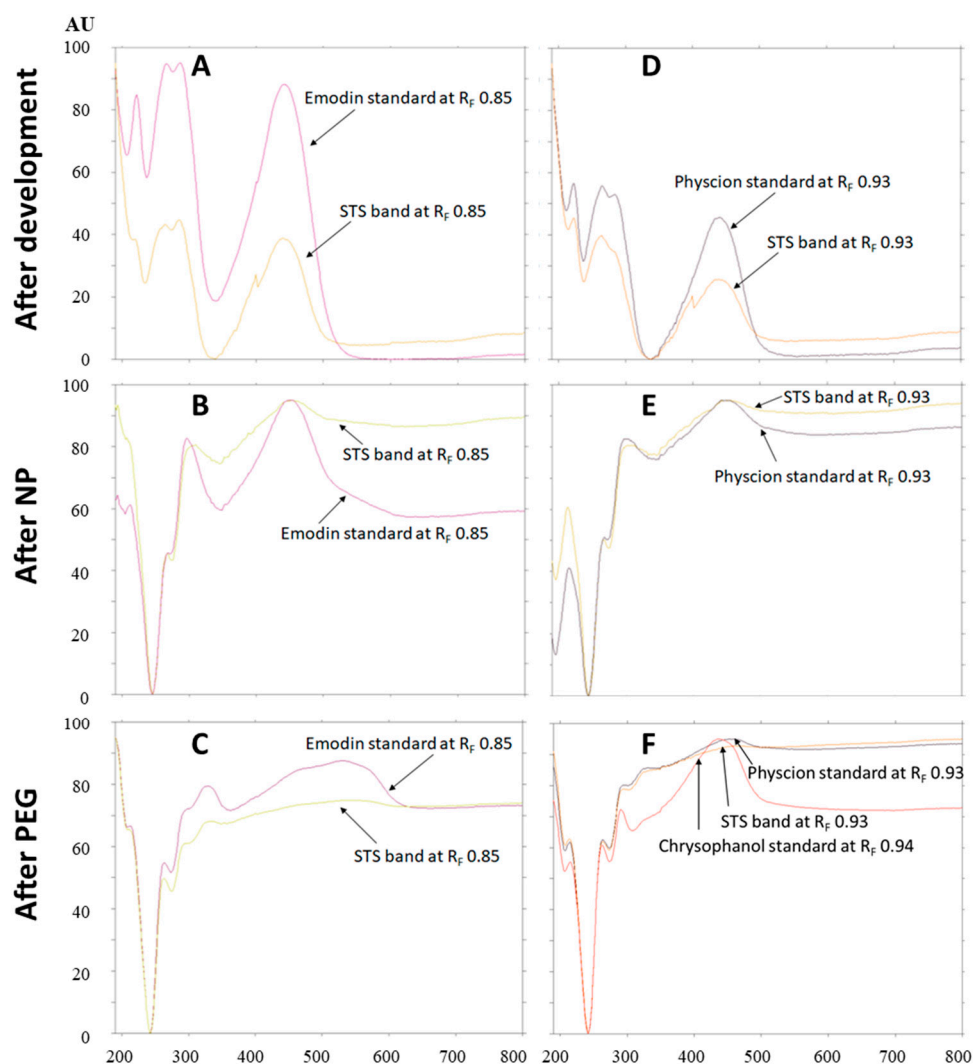 AU
After development
100
80
60
40
20
0
A
Emodin standard at RF 0.85
STS band at RF 0.85
D
Physcion standard at RF 0.93
STS band at RF 0.93
After NP
100
80
60
40
20
0
B
STS band at RF 0.85
Emodin standard at RF 0.85
E
STS band at RF 0.93
Physcion standard at RF 0.93
After PEG
100
80
60
40
20
0
C
Emodin standard at RF 0.85
STS band at RF 0.85
F
Physcion standard at RF 0.93
STS band at RF 0.93
Chrysophanol standard at RF 0.94
200 300 400 500 600 700 800
200 300 400 500 600 700 800